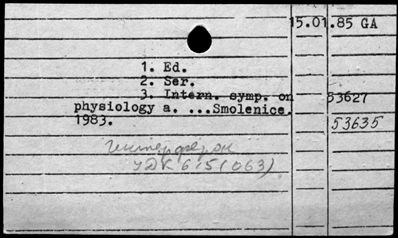 15.01.85 GA
1. Ed.
2. Ser.
3. Intern. symp. on 53627
physiology a. ...Smolenice.
1983. 53635
УДК 615(063).